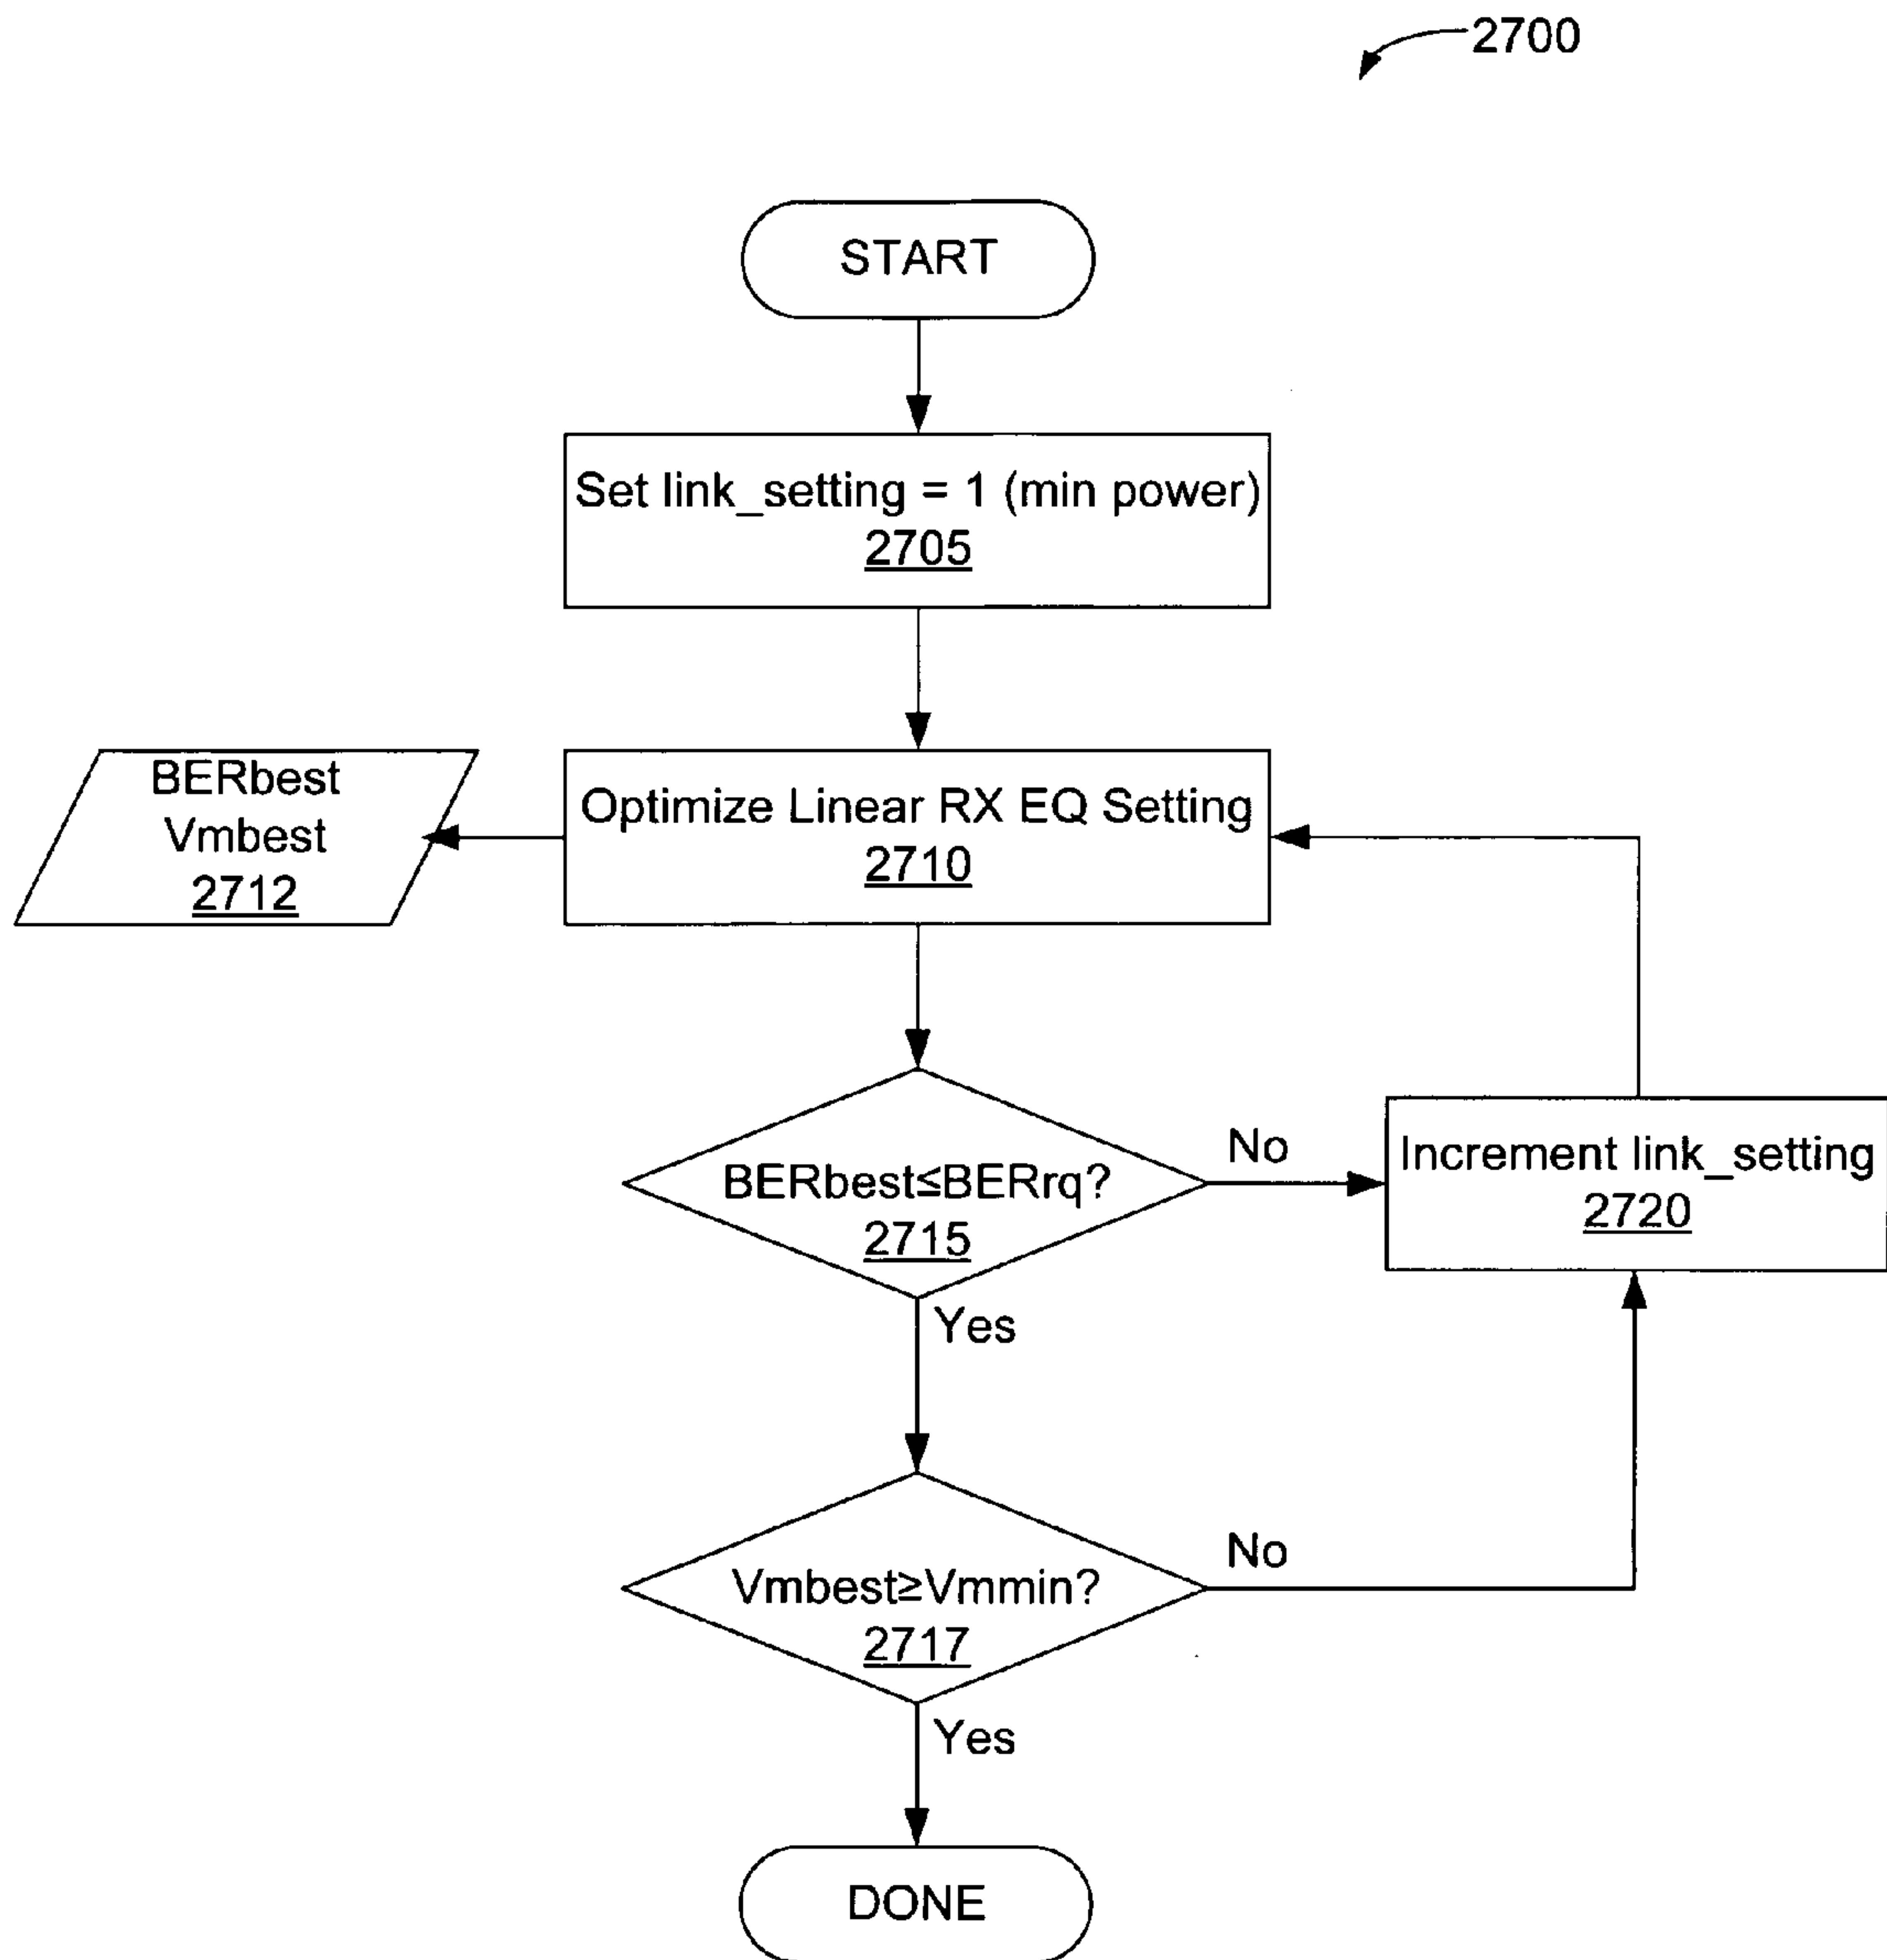 2700
START
Set link_setting = 1 (min power)
2705
BERbest
Vmbest
2712
Optimize Linear RX EQ Setting
2710
BERbest≤BERrq?
2715
No
Increment link_setting
2720
Yes
Vmbest≥Vmmin?
2717
No
Yes
DONE